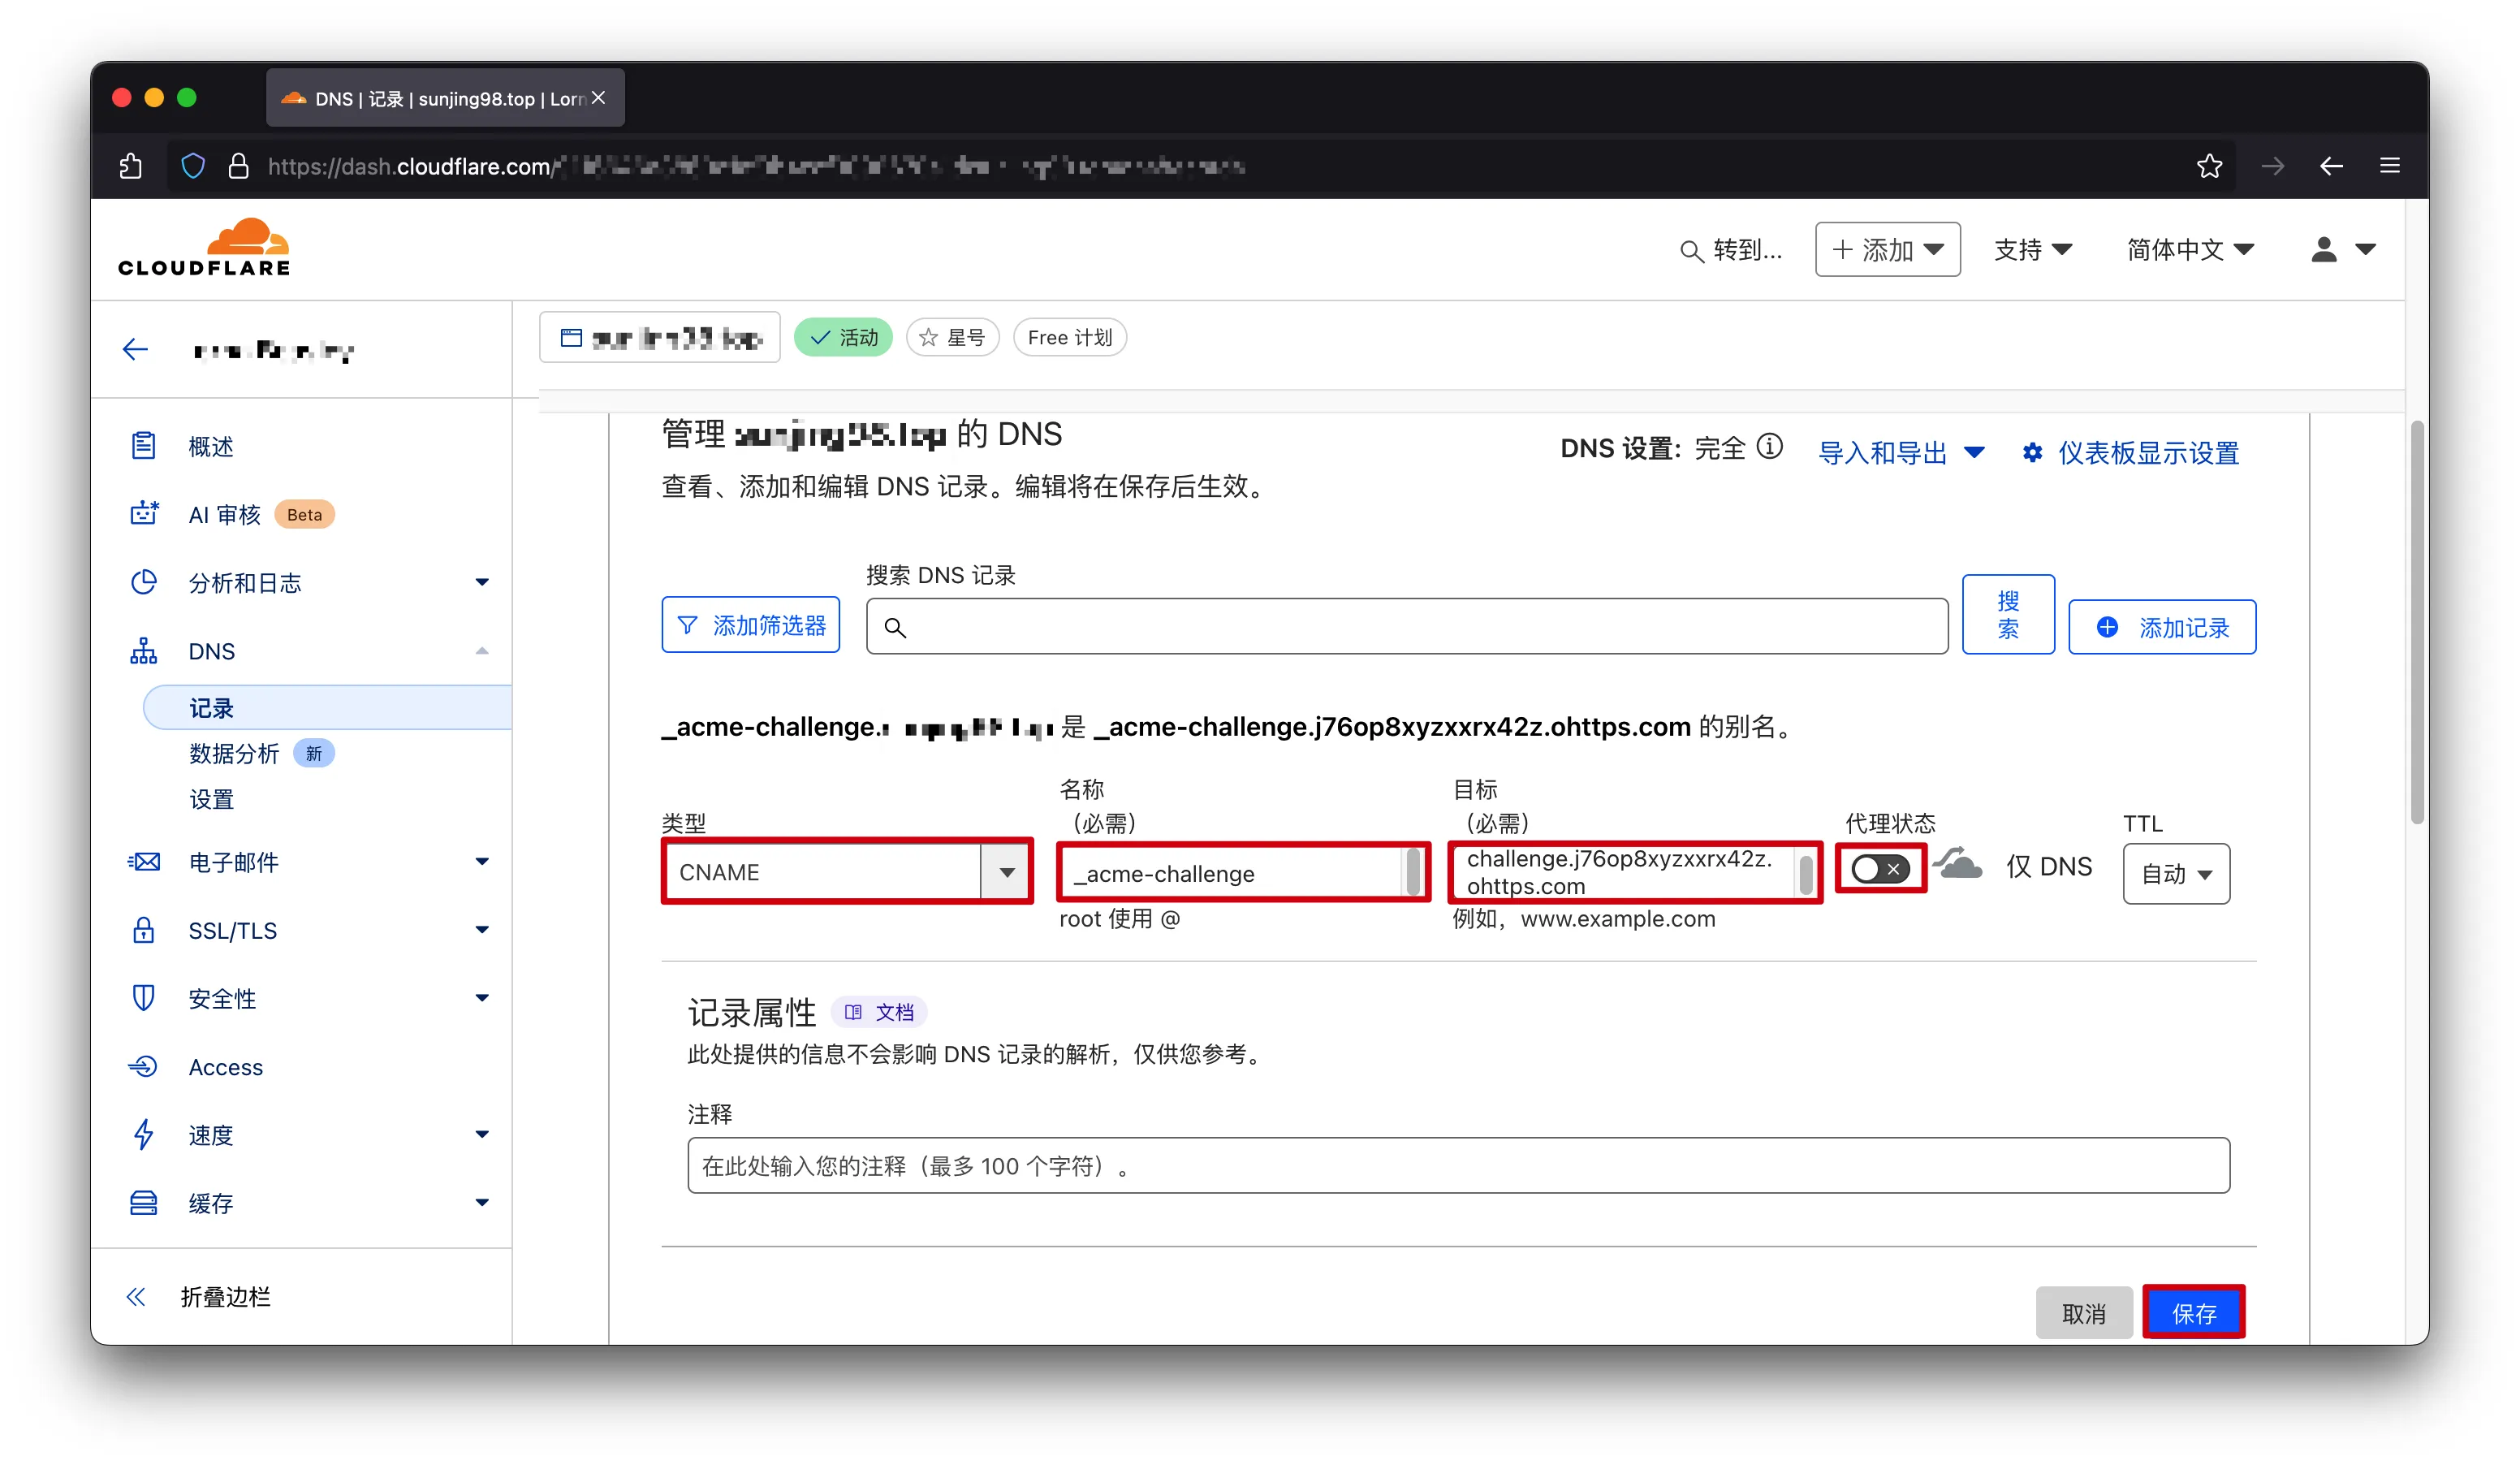 DNS | 记录 | sunjing98.top | Lorn
https://dash.cloudflare.com/
CLOUDFLARE
转到...
添加
支持
简体中文
活动
星号
Free 计划
概述
AI 审核 Beta
分析和日志
DNS
记录
数据分析 新
设置
电子邮件
SSL/TLS
安全性
Access
速度
缓存
折叠边栏
管理 的 DNS
DNS 设置: 完全
导入和导出
仪表板显示设置
查看、添加和编辑 DNS 记录。编辑将在保存后生效。
搜索 DNS 记录
添加筛选器
搜
索
添加记录
_acme-challenge. 是 _acme-challenge.j76op8xyzxxrx42z.ohttps.com 的别名。
类型
CNAME
名称
（必需）
_acme-challenge
root 使用 @
目标
（必需）
challenge.j76op8xyzxxrx42z.
ohttps.com
例如，www.example.com
代理状态
仅 DNS
TTL
自动
记录属性 文档
此处提供的信息不会影响 DNS 记录的解析，仅供您参考。
注释
在此处输入您的注释（最多 100 个字符）。
取消
保存